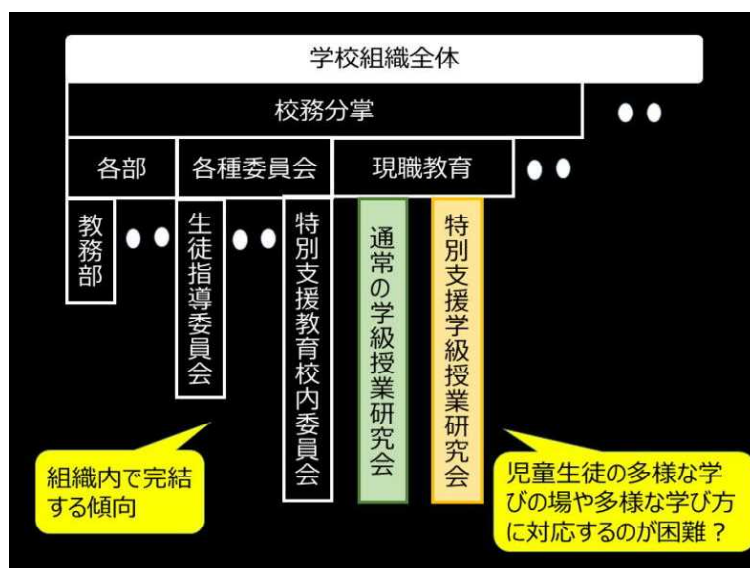 学校組織全休
校務分掌
各部
各種委員会
現職教育
教務部
生徒指導委員会
特別支援教育校内委員会
通常の学級授業研究会
特別支援学級授業研究会
組織内で完結
する傾向
児童生徒の多様な学
びの場や多様な学び方
に対応するのが困難？